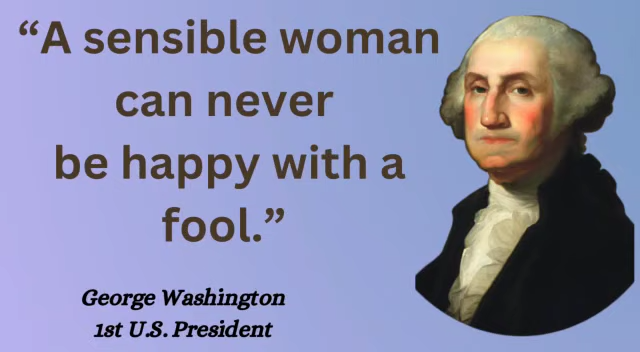 “A sensible woman
can never
be happy with a
fool.”
George Washington
1st U.S. President